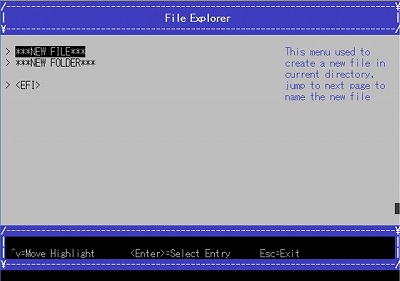 File Explorer
> ***NEW FILE***
> ***NEW FOLDER***
> <EFI>
This menu used to
create a new file in
current directory,
jump to next page to
name the new file
^v=Move Highlight <Enter>=Select Entry Esc=Exit